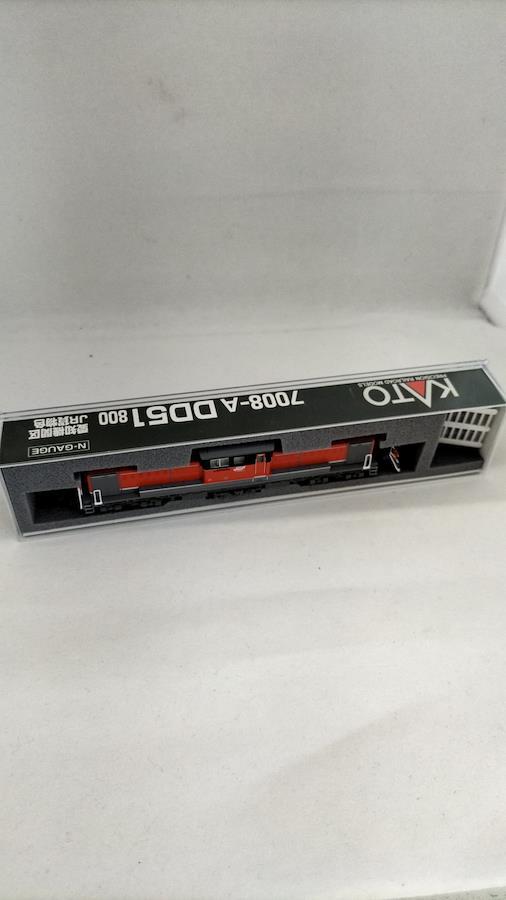 KATO
PRECISION RAILROAD MODELS
7008-A DD51 800
愛知機関区
JR貨物色
N-GAUGE